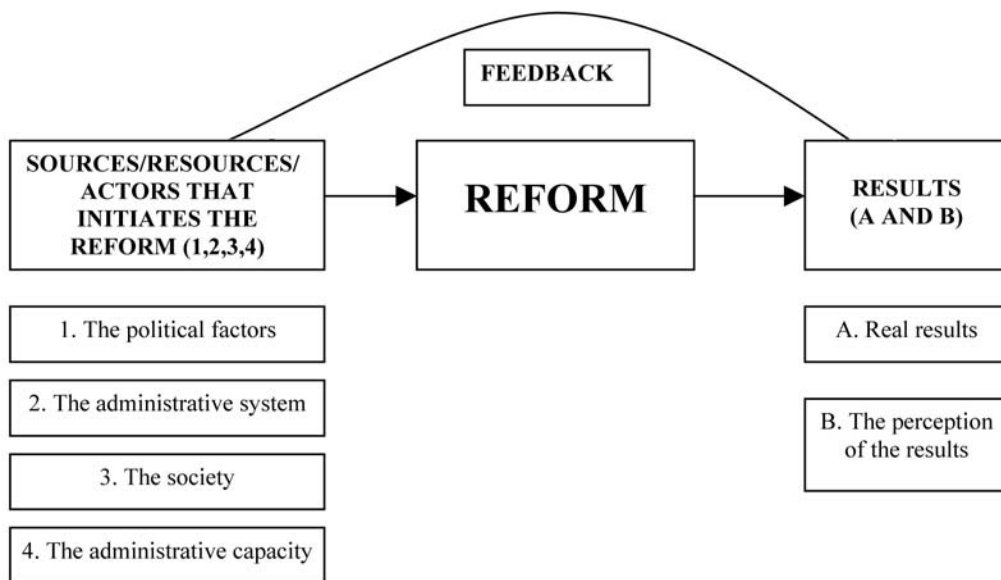 FEEDBACK
SOURCES/RESOURCES/
ACTORS THAT
INITIATES THE
REFORM (1,2,3,4)
REFORM
RESULTS
(A AND B)
1. The political factors
2. The administrative system
3. The society
4. The administrative capacity
A. Real results
B. The perception
of the results